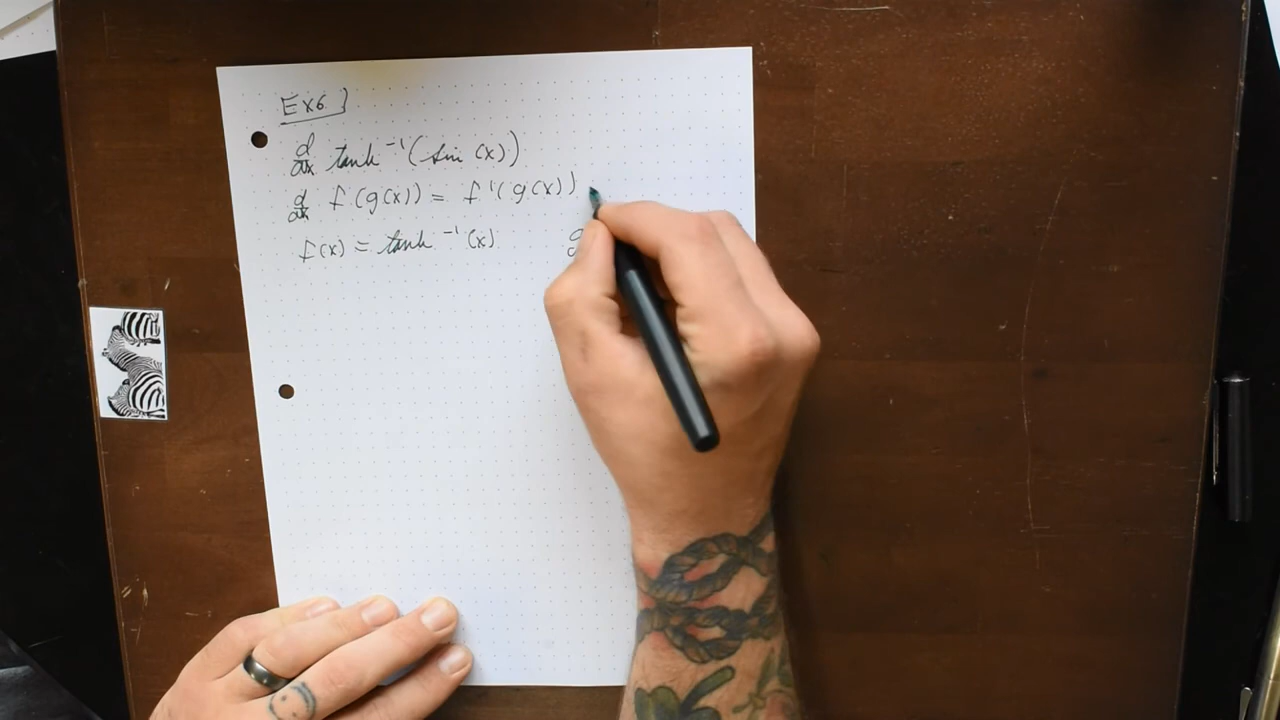 Ex6]
d/dx tanh⁻¹(sin(x))
d/dx f(g(x)) = f'(g(x))
f(x) = tanh⁻¹(x) g